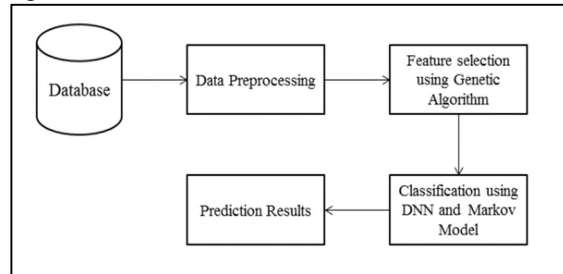 Database
Data Preprocessing
Feature selection
using Genetic
Algorithm
Classification using
DNN and Markov
Model
Prediction Results